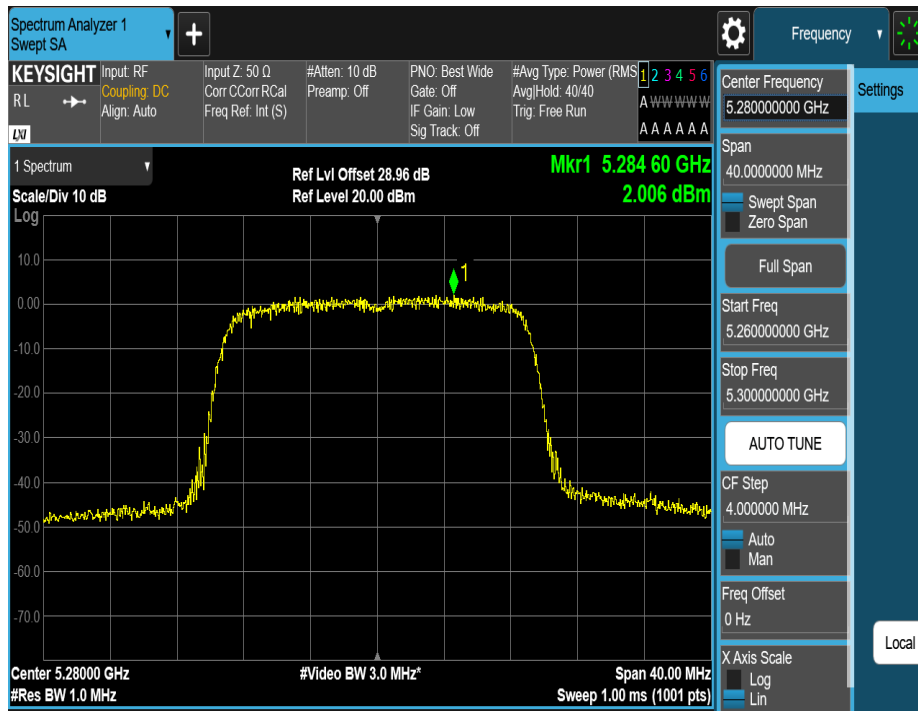 Spectrum Analyzer 1
Swept SA
+
Frequency
KEYSIGHT
RL
LXI
Input: RF
Coupling: DC
Align: Auto
Input Z: 50 Ω
Corr CCorr RCal
Freq Ref: Int (S)
#Atten: 10 dB
Preamp: Off
PNO: Best Wide
Gate: Off
IF Gain: Low
Sig Track: Off
#Avg Type: Power (RMS
Avg|Hold: 40/40
Trig: Free Run
1 2 3 4 5 6
A W W W W W
A A A A A A
1 Spectrum
Scale/Div 10 dB
Log
Ref Lvl Offset 28.96 dB
Ref Level 20.00 dBm
Mkr1 5.284 60 GHz
2.006 dBm
1
10.0
0.00
-10.0
-20.0
-30.0
-40.0
-50.0
-60.0
-70.0
Center 5.28000 GHz
#Res BW 1.0 MHz
#Video BW 3.0 MHz*
Span 40.00 MHz
Sweep 1.00 ms (1001 pts)
Center Frequency
5.280000000 GHz
Span
40.0000000 MHz
Swept Span
Zero Span
Full Span
Start Freq
5.260000000 GHz
Stop Freq
5.300000000 GHz
AUTO TUNE
CF Step
4.000000 MHz
Auto
Man
Freq Offset
0 Hz
X Axis Scale
Log
Lin
Settings
Local